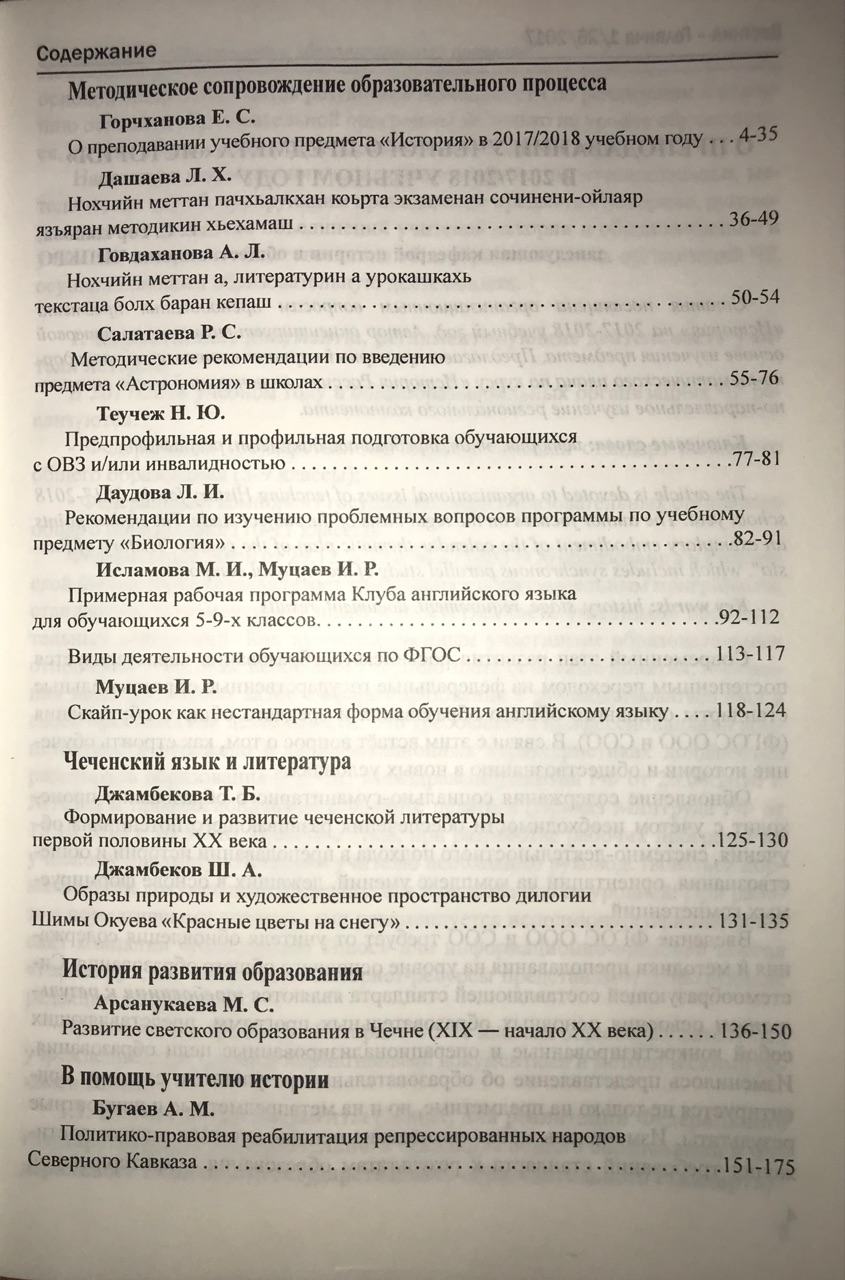 Содержание
Методическое сопровождение образовательного процесса
Горчханова Е. С.
О преподавании учебного предмета «История» в 2017/2018 учебном году . . . 4-35
Дашаева Л. Х.
Нохчийн меттан пачхьалкхан коьрта экзаменан сочинени-ойлаяр
язъяран методикин хьехамаш . . . . . . . . . . . . . . . . . . . . . . . . . . . . . . . . . . . . . . . . . 36-49
Говдаханова А. Л.
Нохчийн меттан а, литературин а урокашкахь
текстаца болх баран кепаш . . . . . . . . . . . . . . . . . . . . . . . . . . . . . . . . . . . . . . . . . . . 50-54
Салатаева Р. С.
Методические рекомендации по введению
предмета «Астрономия» в школах . . . . . . . . . . . . . . . . . . . . . . . . . . . . . . . . . . . . . . 55-76
Теучеж Н. Ю.
Предпрофильная и профильная подготовка обучающихся
с ОВЗ и/или инвалидностью . . . . . . . . . . . . . . . . . . . . . . . . . . . . . . . . . . . . . . . . . .77-81
Даудова Л. И.
Рекомендации по изучению проблемных вопросов программы по учебному
предмету «Биология» . . . . . . . . . . . . . . . . . . . . . . . . . . . . . . . . . . . . . . . . . . . . . . . .82-91
Исламова М. И., Муцаев И. Р.
Примерная рабочая программа Клуба английского языка
для обучающихся 5-9-х классов. . . . . . . . . . . . . . . . . . . . . . . . . . . . . . . . . . . . . . .92-112
Виды деятельности обучающихся по ФГОС . . . . . . . . . . . . . . . . . . . . . . . . 113-117
Муцаев И. Р.
Скайп-урок как нестандартная форма обучения английскому языку . . . . 118-124
Чеченский язык и литература
Джамбекова Т. Б.
Формирование и развитие чеченской литературы
первой половины XX века . . . . . . . . . . . . . . . . . . . . . . . . . . . . . . . . . . . . . . . . . . .125-130
Джамбеков Ш. А.
Образы природы и художественное пространство дилогии
Шимы Окуева «Красные цветы на снегу» . . . . . . . . . . . . . . . . . . . . . . . . . . . . . 131-135
История развития образования
Арсанукаева М. С.
Развитие светского образования в Чечне (XIX — начало XX века) . . . . . . 136-150
В помощь учителю истории
Бугаев А. М.
Политико-правовая реабилитация репрессированных народов
Северного Кавказа . . . . . . . . . . . . . . . . . . . . . . . . . . . . . . . . . . . . . . . . . . . . . . . . .151-175